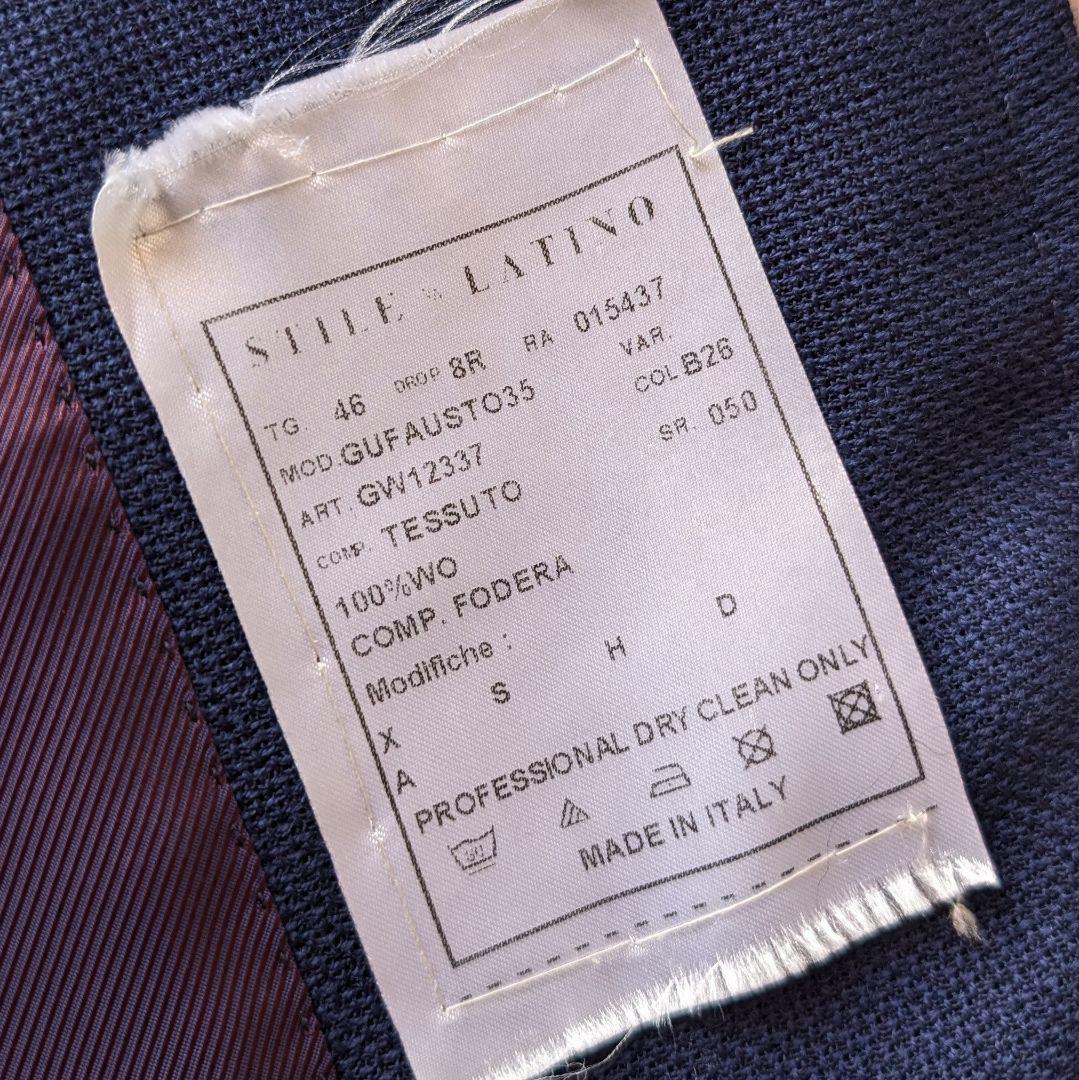 STILE LATINO
TG. 46 DROP 8R RA 015437
MOD.GUFAUSTO35 VAR.
ART. GW12337 COL B26
COMP. TESSUTO SR. 050
100%WO
COMP. FODERA
Modifiche :
X S H D
A
PROFESSIONAL DRY CLEAN ONLY
MADE IN ITALY